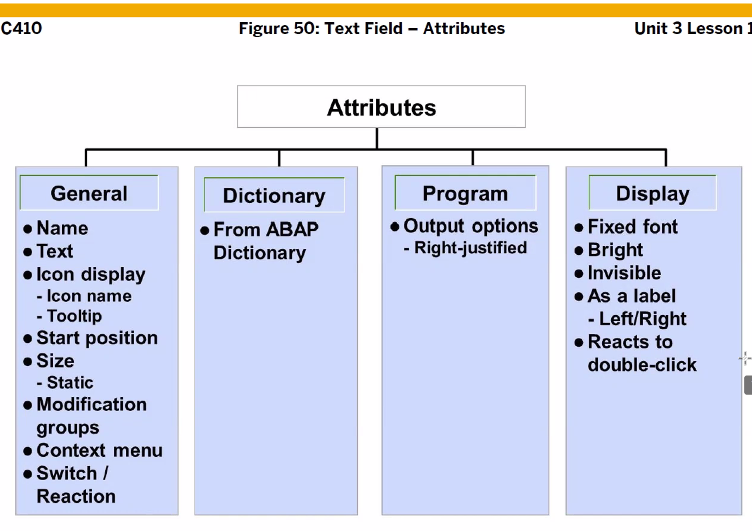 C410 Figure 50: Text Field – Attributes Unit 3 Lesson 1
Attributes
General
● Name
● Text
● Icon display
- Icon name
- Tooltip
● Start position
● Size
- Static
● Modification
groups
● Context menu
● Switch /
Reaction
Dictionary
● From ABAP
Dictionary
Program
● Output options
- Right-justified
Display
● Fixed font
● Bright
● Invisible
● As a label
- Left/Right
● Reacts to
double-click